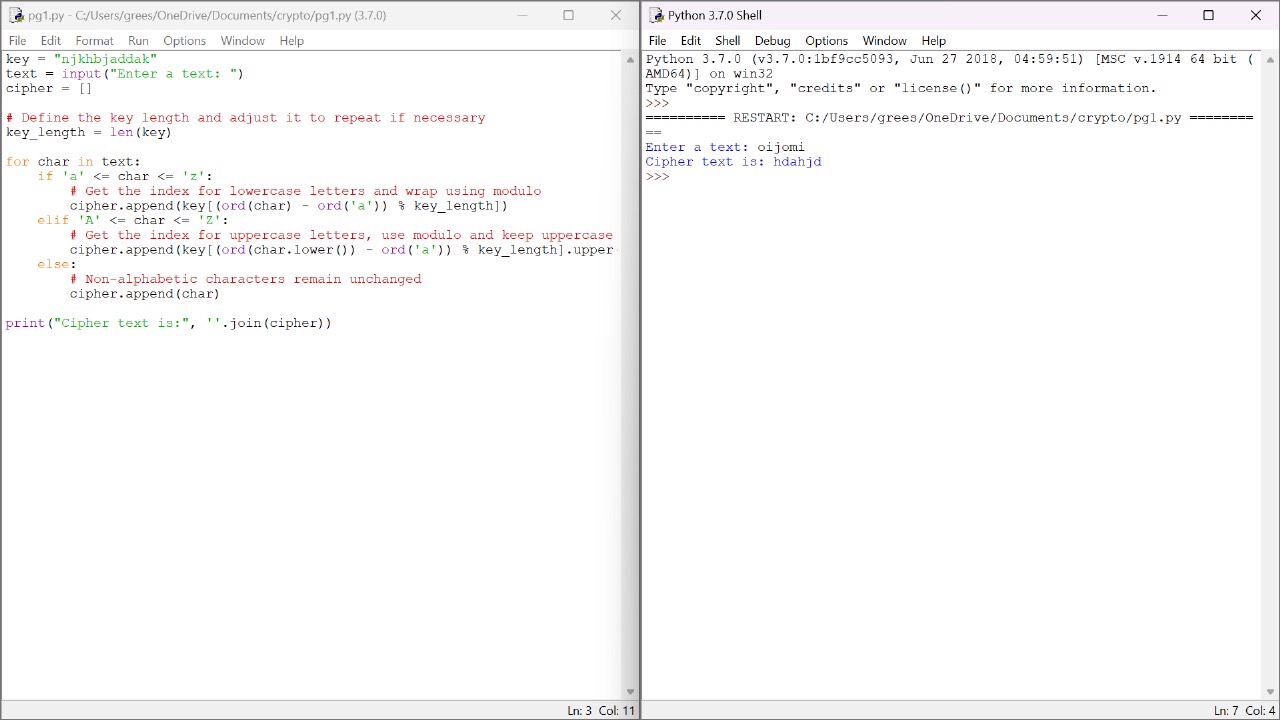 pg1.py - C:/Users/grees/OneDrive/Documents/crypto/pg1.py (3.7.0)
File Edit Format Run Options Window Help
key = "njkhbjaddak"
text = input("Enter a text: ")
cipher = []
# Define the key length and adjust it to repeat if necessary
key_length = len(key)
for char in text:
    if 'a' <= char <= 'z':
        # Get the index for lowercase letters and wrap using modulo
        cipher.append(key[(ord(char) - ord('a')) % key_length])
    elif 'A' <= char <= 'Z':
        # Get the index for uppercase letters, use modulo and keep uppercase
        cipher.append(key[(ord(char.lower()) - ord('a')) % key_length].upper
    else:
        # Non-alphabetic characters remain unchanged
        cipher.append(char)
print("Cipher text is:", ''.join(cipher))
Ln: 3 Col: 11
Python 3.7.0 Shell
File Edit Shell Debug Options Window Help
Python 3.7.0 (v3.7.0:1bf9cc5093, Jun 27 2018, 04:59:51) [MSC v.1914 64 bit (
AMD64)] on win32
Type "copyright", "credits" or "license()" for more information.
>>>
========== RESTART: C:/Users/grees/OneDrive/Documents/crypto/pg1.py ========
==
Enter a text: oijomi
Cipher text is: hdahjd
>>>
Ln: 7 Col: 4